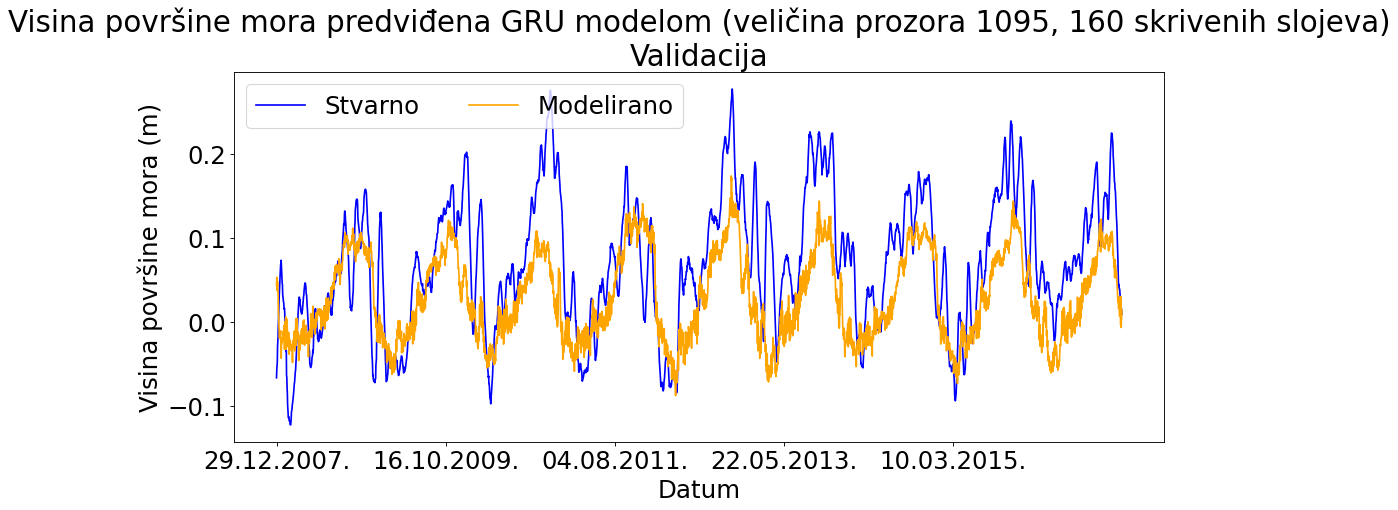 Visina površine mora predviđena GRU modelom (veličina prozora 1095, 160 skrivenih slojeva)
Validacija
Stvarno
Modelirano
Visina površine mora (m)
0.2
0.1
0.0
−0.1
29.12.2007.
16.10.2009.
04.08.2011.
22.05.2013.
10.03.2015.
Datum